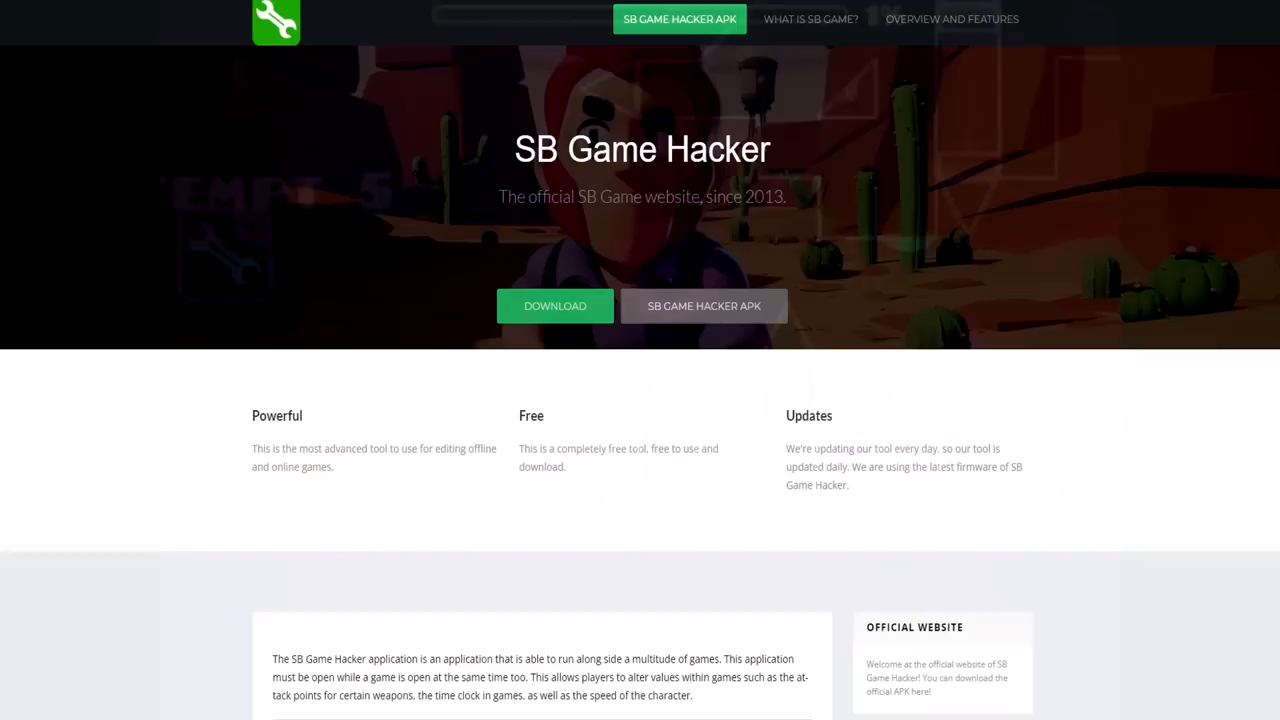 SB GAME HACKER APK
WHAT IS SB GAME?
OVERVIEW AND FEATURES
1%
SB Game Hacker
EMPT 5
The official SB Game website, since 2013.
DOWNLOAD
SB GAME HACKER APK
Powerful
This is the most advanced tool to use for editing offline
and online games.
Free
This is a completely free tool, free to use and
download.
Updates
We're updating our tool every day, so our tool is
updated daily. We are using the latest firmware of SB
Game Hacker.
The SB Game Hacker application is an application that is able to run along side a multitude of games. This application
must be open while a game is open at the same time too. This allows players to alter values within games such as the at-
tack points for certain weapons, the time clock in games, as well as the speed of the character.
OFFICIAL WEBSITE
Welcome at the official website of SB
Game Hacker! You can download the
official APK here!